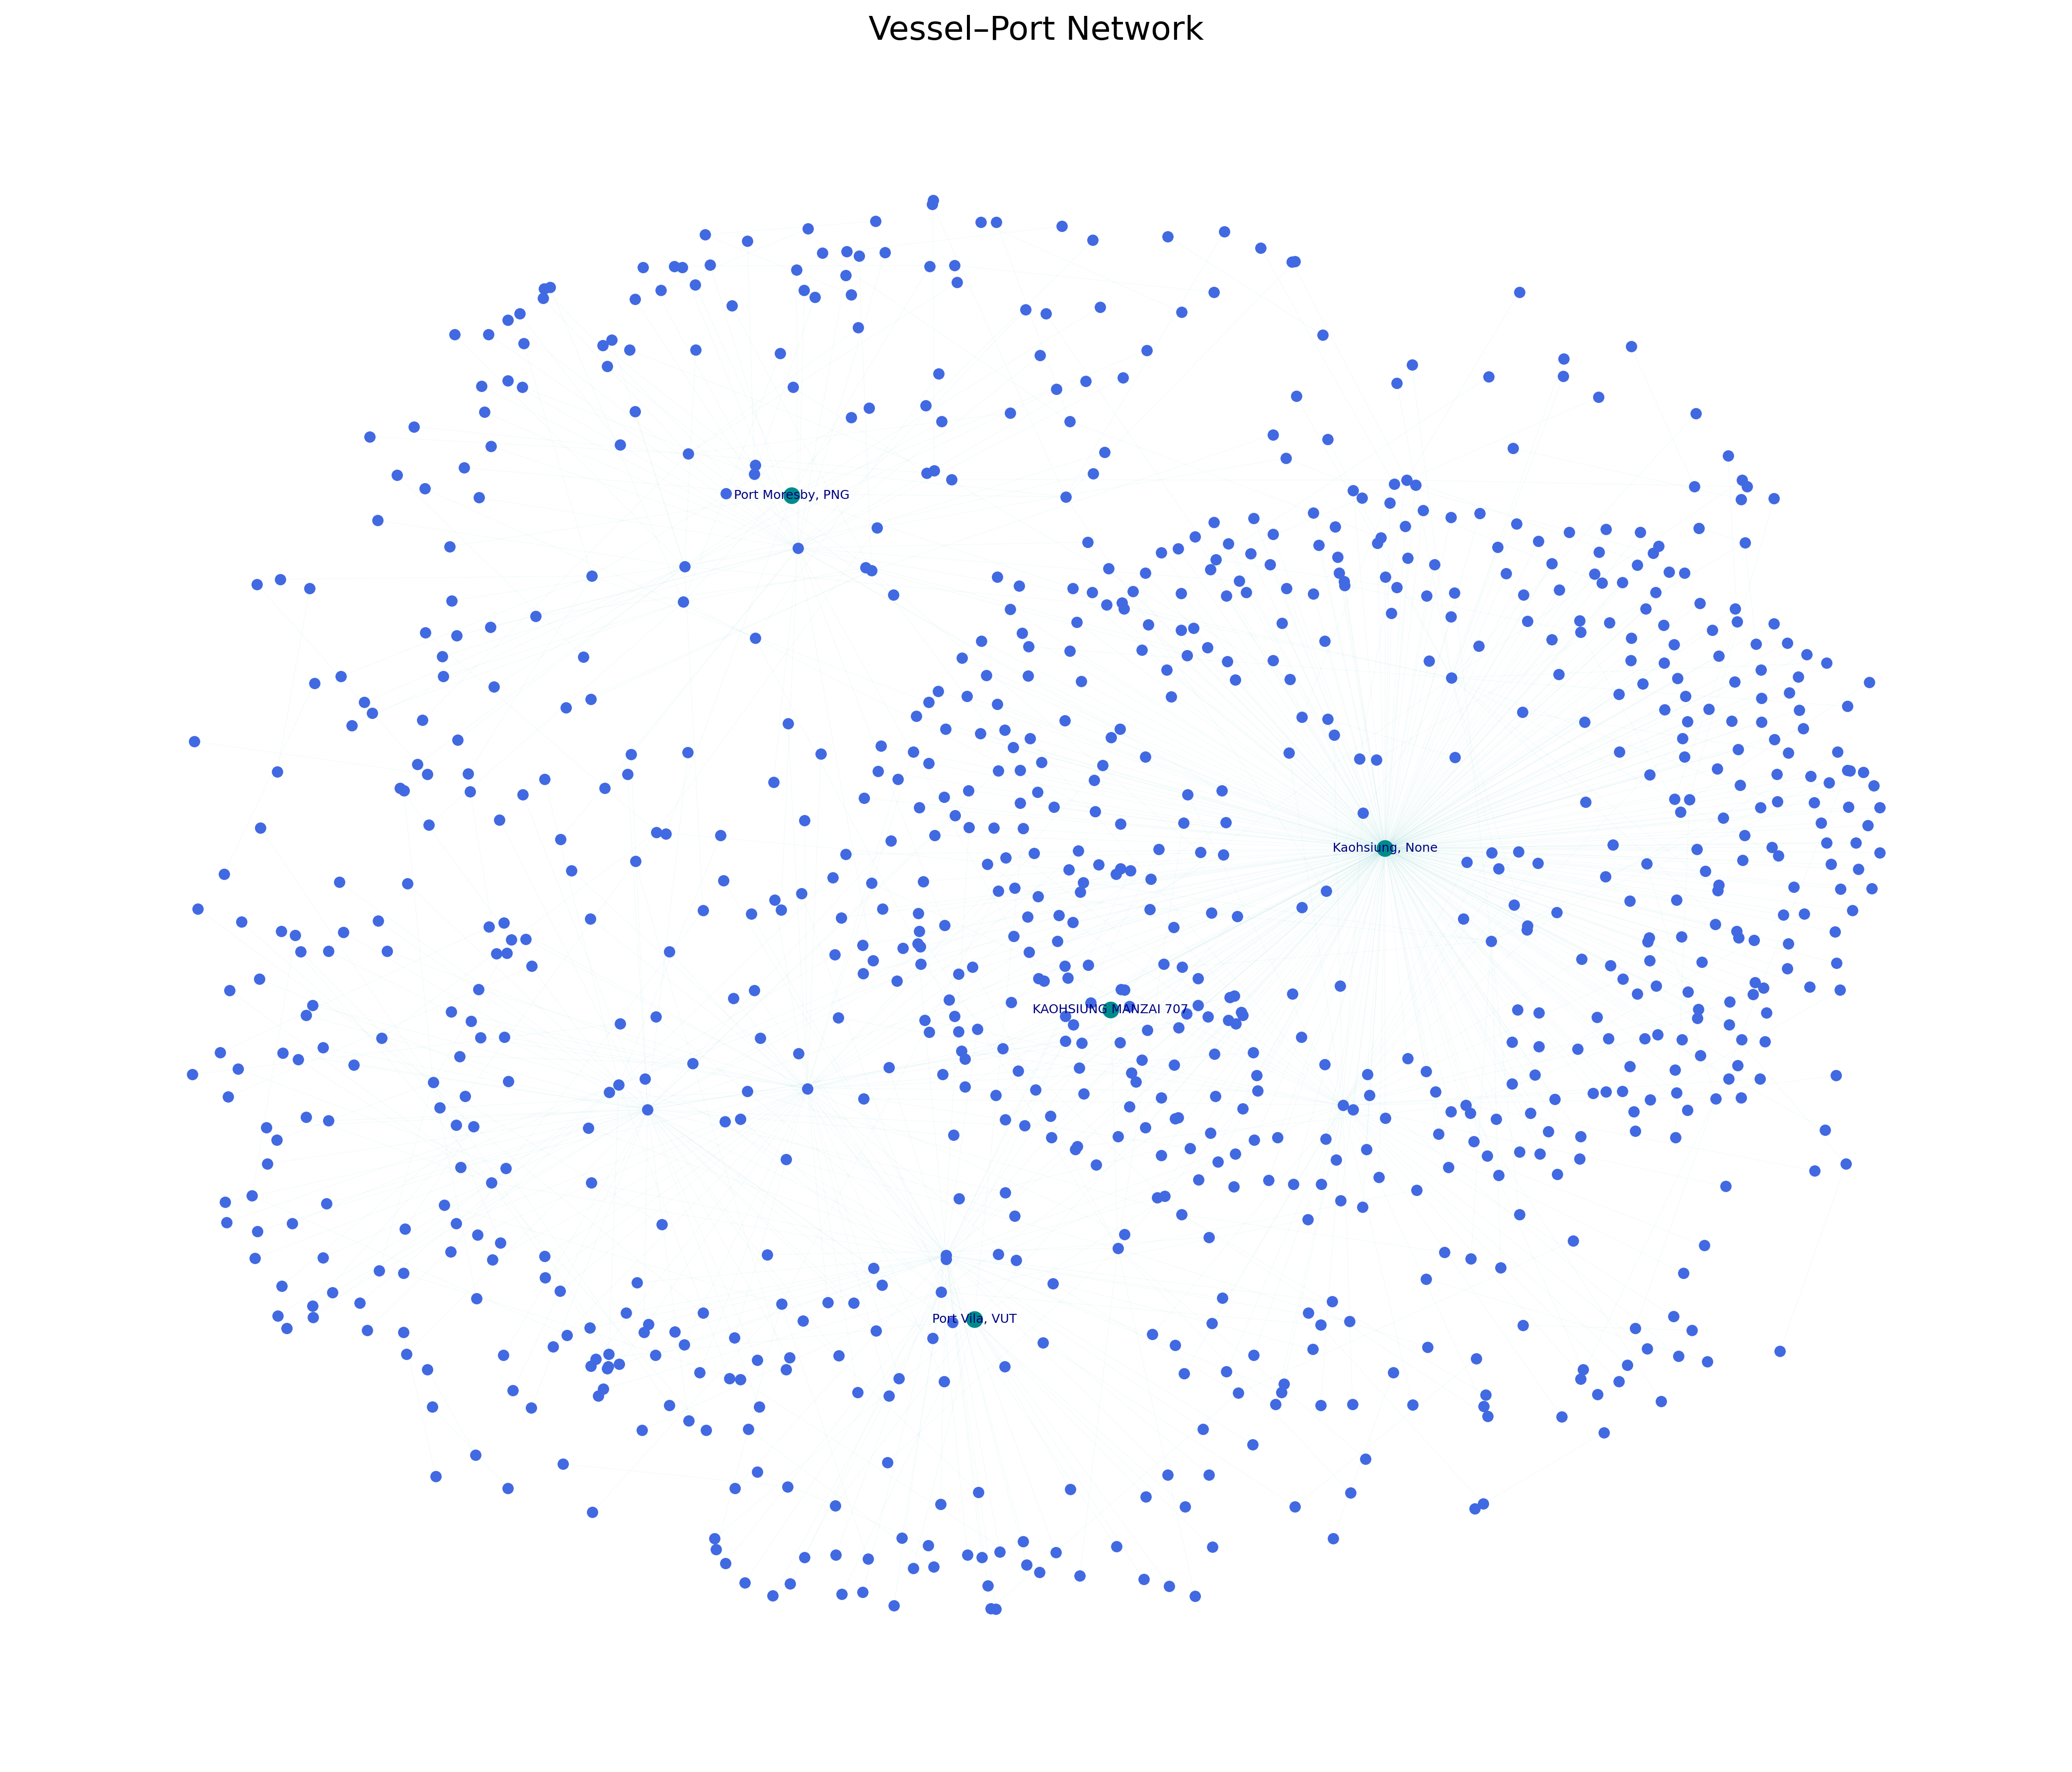 Vessel–Port Network
Port Moresby, PNG
Kaohsiung, None
KAOHSIUNG MANZAI 707
Port Vila, VUT